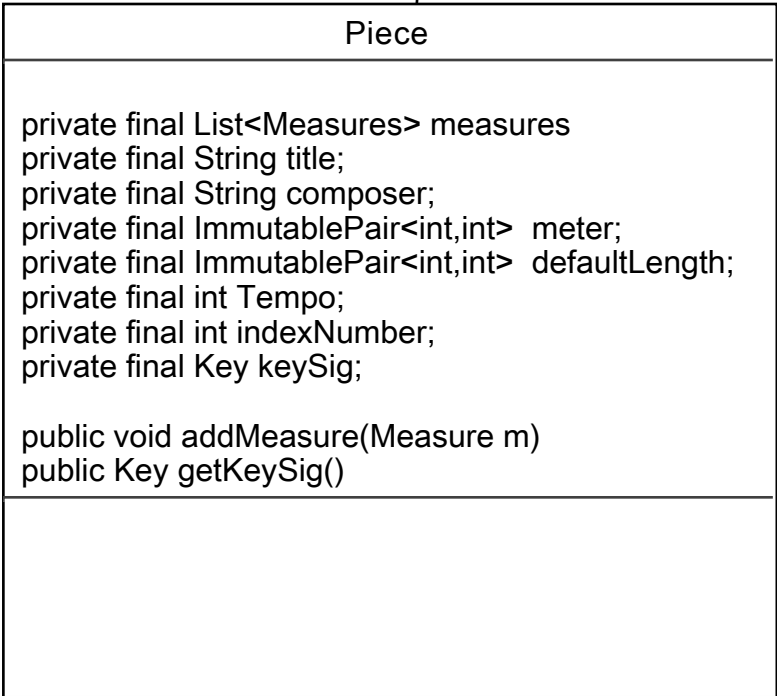 Piece
private final List<Measures> measures
private final String title;
private final String composer;
private final ImmutablePair<int,int>  meter;
private final ImmutablePair<int,int>  defaultLength;
private final int Tempo;
private final int indexNumber;
private final Key keySig;
public void addMeasure(Measure m)
public Key getKeySig()